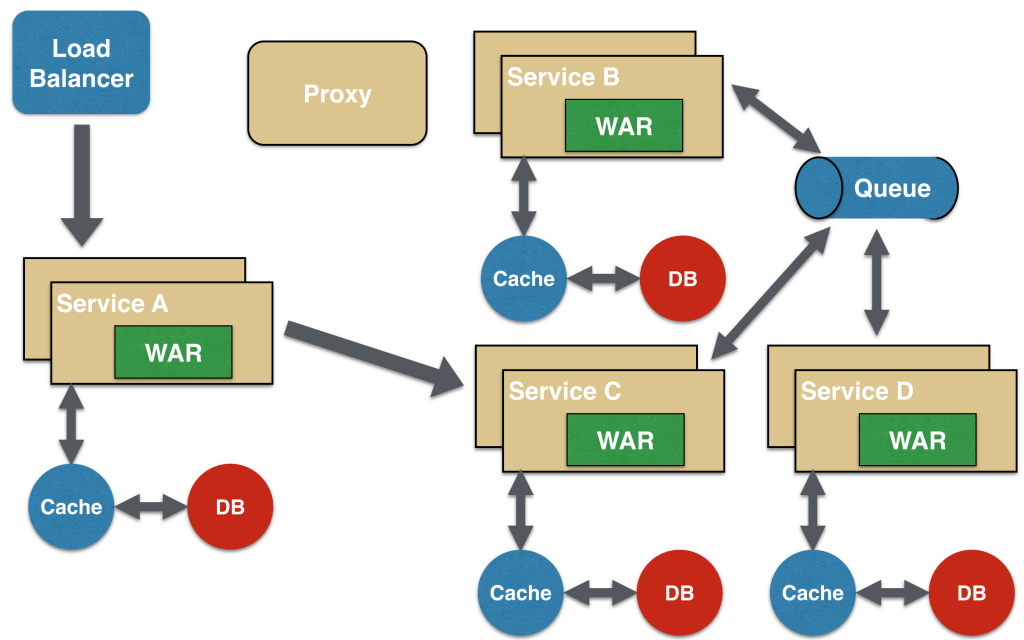 Load
Balancer
Proxy
Service B
WAR
Queue
Cache
DB
Service A
WAR
Cache
DB
Service C
WAR
Cache
DB
Service D
WAR
Cache
DB